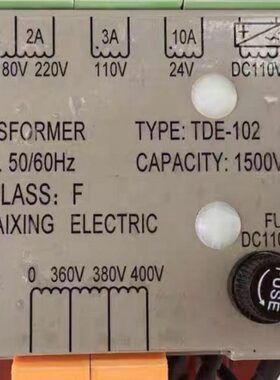 2A .3A 10A
80V 220V 110V 24V DC110
SFORMER TYPE: TDE-102
. 50/60Hz CAPACITY: 1500V
LASS: F
AIXING ELECTRIC
FU
DC110
0 360V 380V 400V
FUSE